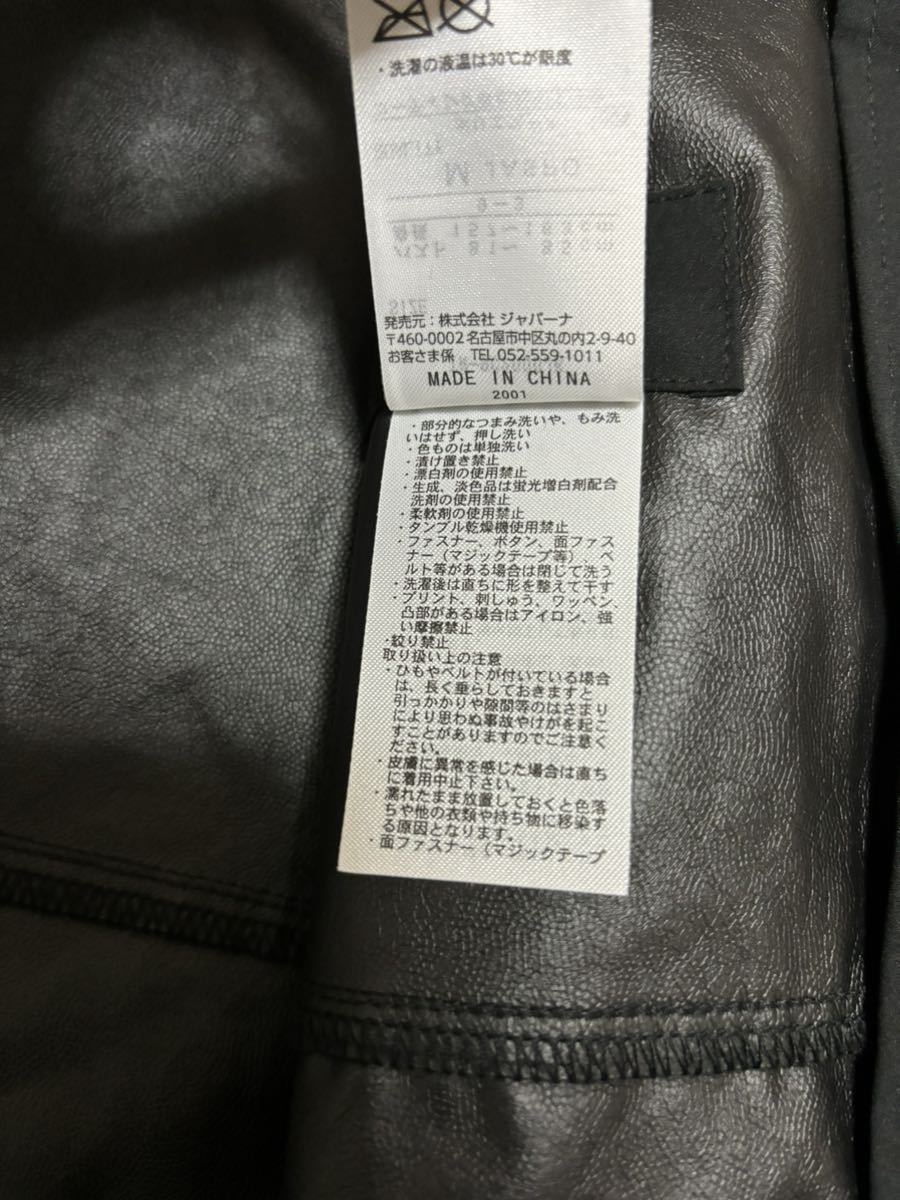 ・洗濯の液温は30℃が限度
M JASPO
9-3
身長 157~163cm
バスト 81~ 85cm
SIZE
発売元:株式会社 ジャバーナ
〒460-0002 名古屋市中区丸の内2-9-40
お客さま係 TEL 052-559-1011
MADE IN CHINA
2001
・部分的なつまみ洗いや、もみ洗
いはせず、押し洗い
・色ものは単独洗い
・漬け置き禁止
・漂白剤の使用禁止
・生成、淡色品は蛍光増白剤配合
洗剤の使用禁止
・柔軟剤の使用禁止
・タンブル乾燥機使用禁止
・ファスナー、ボタン、面ファス
ナー(マジックテープ等)、ベ
ルト等がある場合は閉じて洗う
・洗濯後は直ちに形を整えて干す
・プリント、刺しゅう、ワッペン、
凸部がある場合はアイロン、強
い摩擦禁止
・絞り禁止
取り扱い上の注意
・ひもやベルトが付いている場合
は、長く垂らしておきますと
引っかかりや隙間等のはさまり
により思わぬ事故やけがを起こ
すことがありますのでご注意く
ださい。
・皮膚に異常を感じた場合は直ち
に着用中止下さい。
・濡れたまま放置しておくと色落
ちや他の衣類や持ち物に移染す
る原因となります。
・面ファスナー(マジックテープ